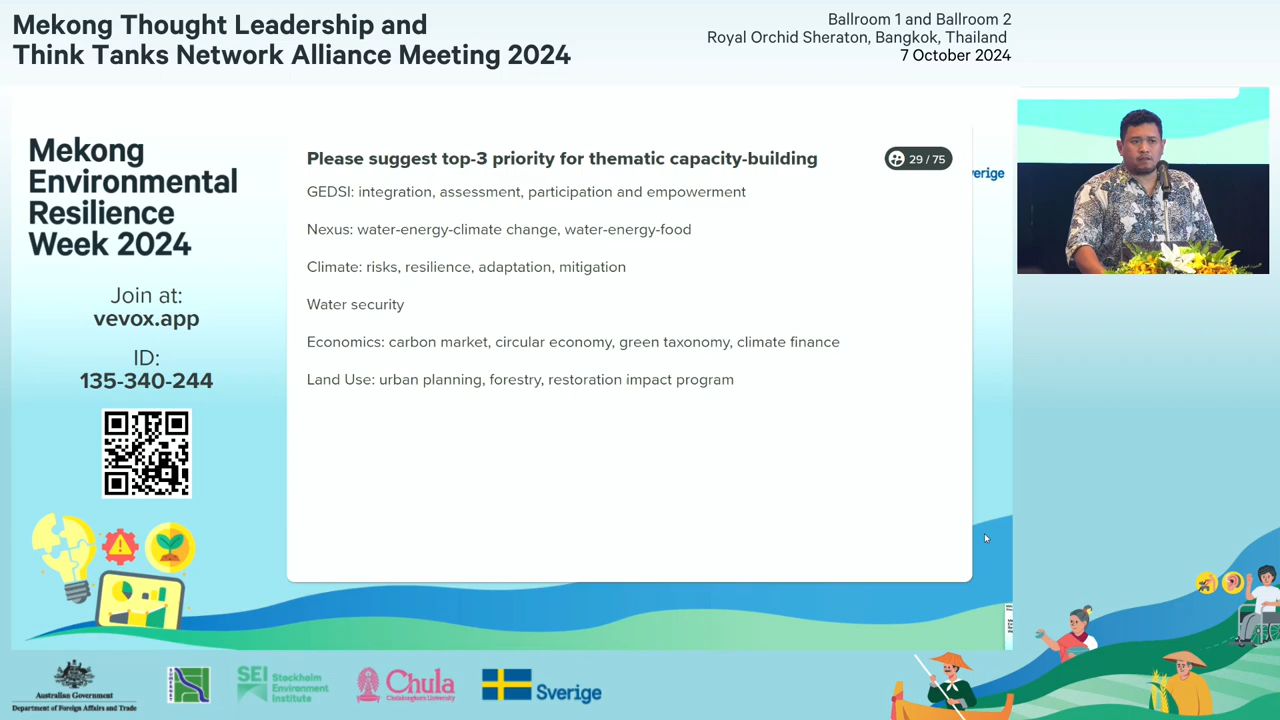 Mekong Thought Leadership and
Think Tanks Network Alliance Meeting 2024
Ballroom 1 and Ballroom 2
Royal Orchid Sheraton, Bangkok, Thailand
7 October 2024
Mekong
Environmental
Resilience
Week 2024
Join at:
vevox.app
ID:
135-340-244
Please suggest top-3 priority for thematic capacity-building
29 / 75
GEDSI: integration, assessment, participation and empowerment
Nexus: water-energy-climate change, water-energy-food
Climate: risks, resilience, adaptation, mitigation
Water security
Economics: carbon market, circular economy, green taxonomy, climate finance
Land Use: urban planning, forestry, restoration impact program
erige
Australian Government
Department of Foreign Affairs and Trade
SEI Stockholm
Environment
Institute
Chula
Chulalongkorn University
Sverige